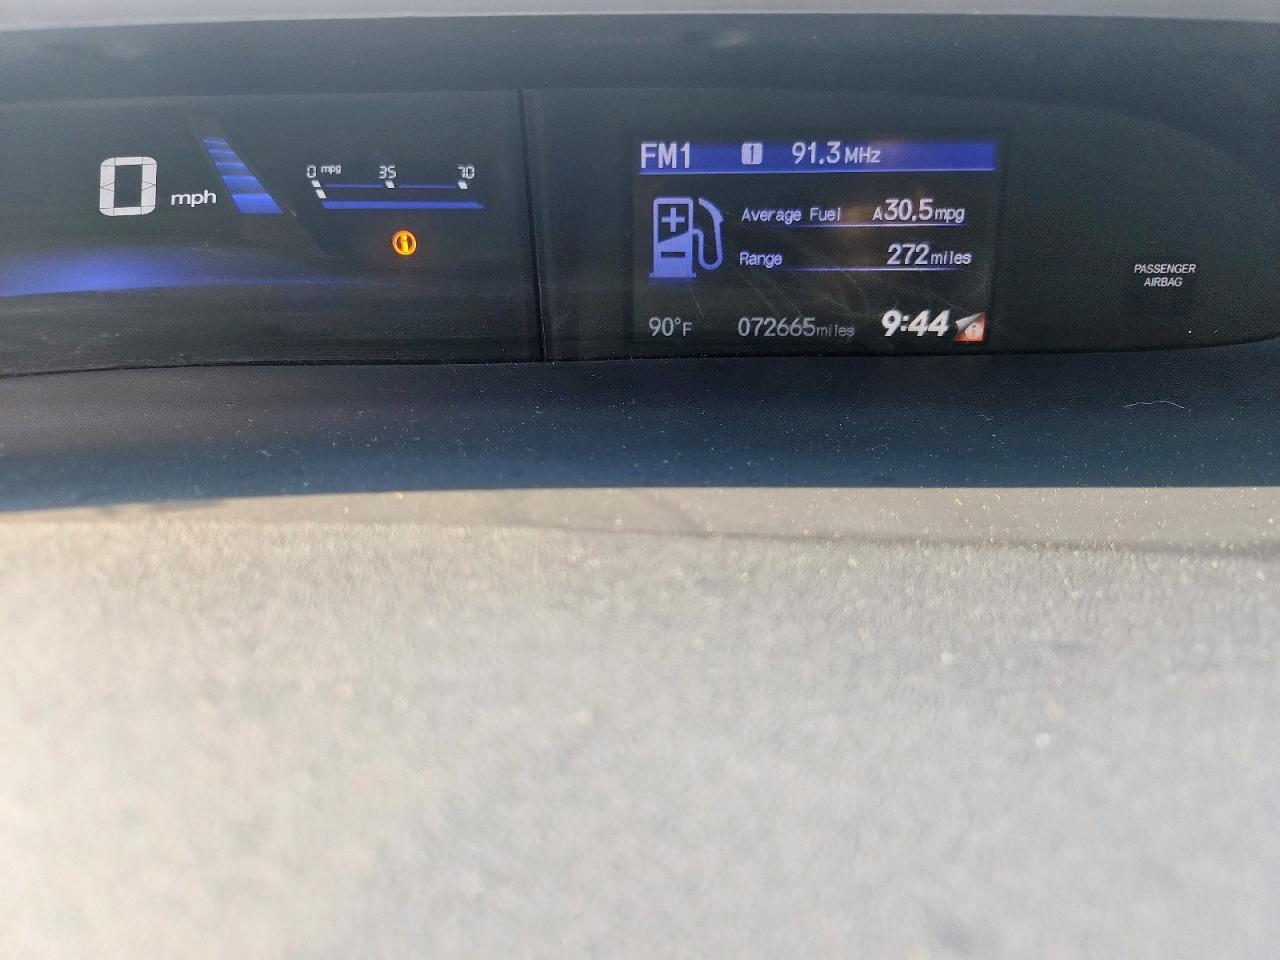 0 mph
0 mpg 35 70
FM1 i 91.3 MHz
Average Fuel A30.5mpg
Range 272miles
90°F 072665miles 9:44
PASSENGER
AIRBAG